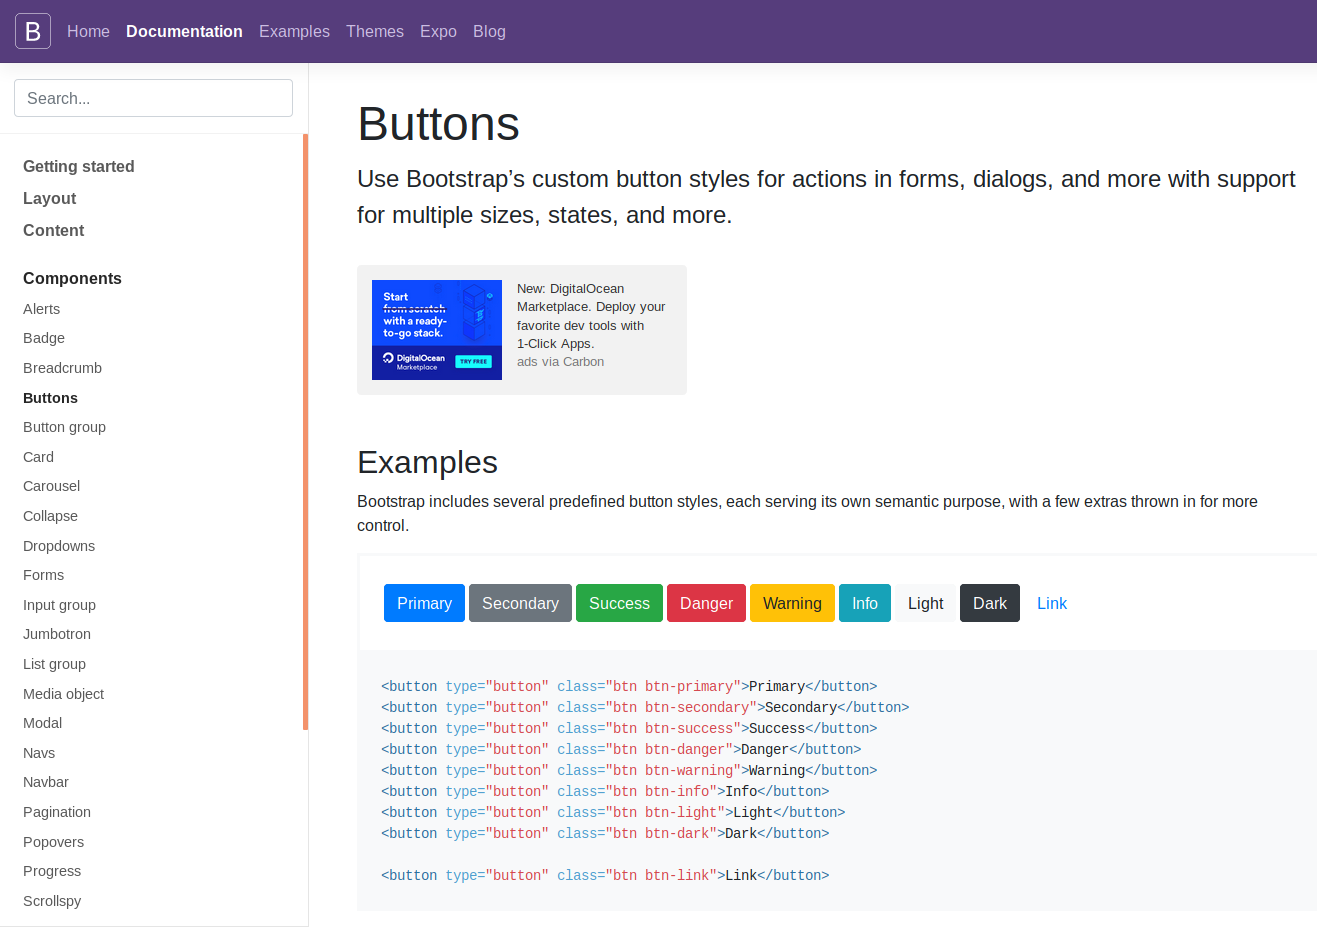 B Home Documentation Examples Themes Expo Blog
Search...
Getting started
Layout
Content
Components
Alerts
Badge
Breadcrumb
Buttons
Button group
Card
Carousel
Collapse
Dropdowns
Forms
Input group
Jumbotron
List group
Media object
Modal
Navs
Navbar
Pagination
Popovers
Progress
Scrollspy
Buttons
Use Bootstrap’s custom button styles for actions in forms, dialogs, and more with support
for multiple sizes, states, and more.
Start
from scratch
with a ready-
to-go stack.
DigitalOcean
Marketplace
TRY FREE
New: DigitalOcean
Marketplace. Deploy your
favorite dev tools with
1-Click Apps.
ads via Carbon
Examples
Bootstrap includes several predefined button styles, each serving its own semantic purpose, with a few extras thrown in for more
control.
Primary Secondary Success Danger Warning Info Light Dark Link
<button type="button" class="btn btn-primary">Primary</button>
<button type="button" class="btn btn-secondary">Secondary</button>
<button type="button" class="btn btn-success">Success</button>
<button type="button" class="btn btn-danger">Danger</button>
<button type="button" class="btn btn-warning">Warning</button>
<button type="button" class="btn btn-info">Info</button>
<button type="button" class="btn btn-light">Light</button>
<button type="button" class="btn btn-dark">Dark</button>
<button type="button" class="btn btn-link">Link</button>